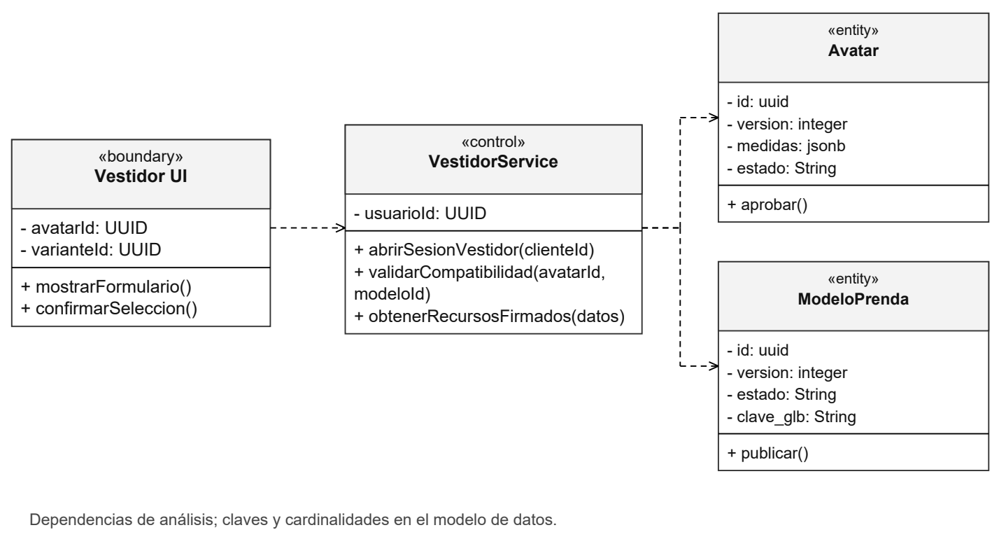 «boundary»
Vestidor UI
- avatarId: UUID
- varianteId: UUID
+ mostrarFormulario()
+ confirmarSeleccion()
«control»
VestidorService
- usuarioId: UUID
+ abrirSesionVestidor(clienteId)
+ validarCompatibilidad(avatarId,
modeloId)
+ obtenerRecursosFirmados(datos)
«entity»
Avatar
- id: uuid
- version: integer
- medidas: jsonb
- estado: String
+ aprobar()
«entity»
ModeloPrenda
- id: uuid
- version: integer
- estado: String
- clave_glb: String
+ publicar()
Dependencias de análisis; claves y cardinalidades en el modelo de datos.